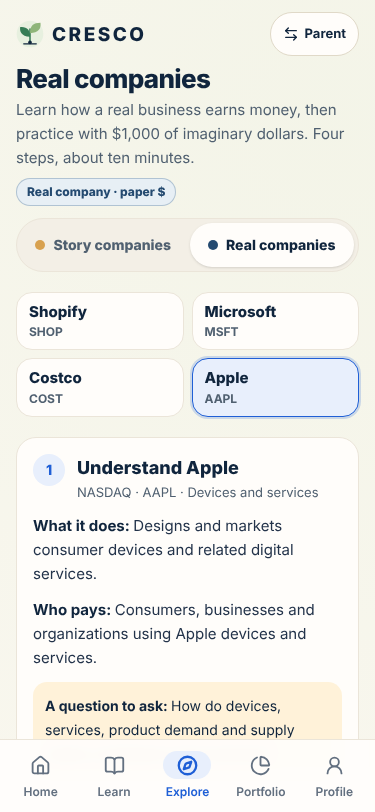 CRESCO
Parent
Real companies
Learn how a real business earns money, then
practice with $1,000 of imaginary dollars. Four
steps, about ten minutes.
Real company · paper $
Story companies
Real companies
Shopify
SHOP
Microsoft
MSFT
Costco
COST
Apple
AAPL
1
Understand Apple
NASDAQ · AAPL · Devices and services
What it does: Designs and markets
consumer devices and related digital
services.
Who pays: Consumers, businesses and
organizations using Apple devices and
services.
A question to ask: How do devices,
services, product demand and supply
Home
Learn
Explore
Portfolio
Profile